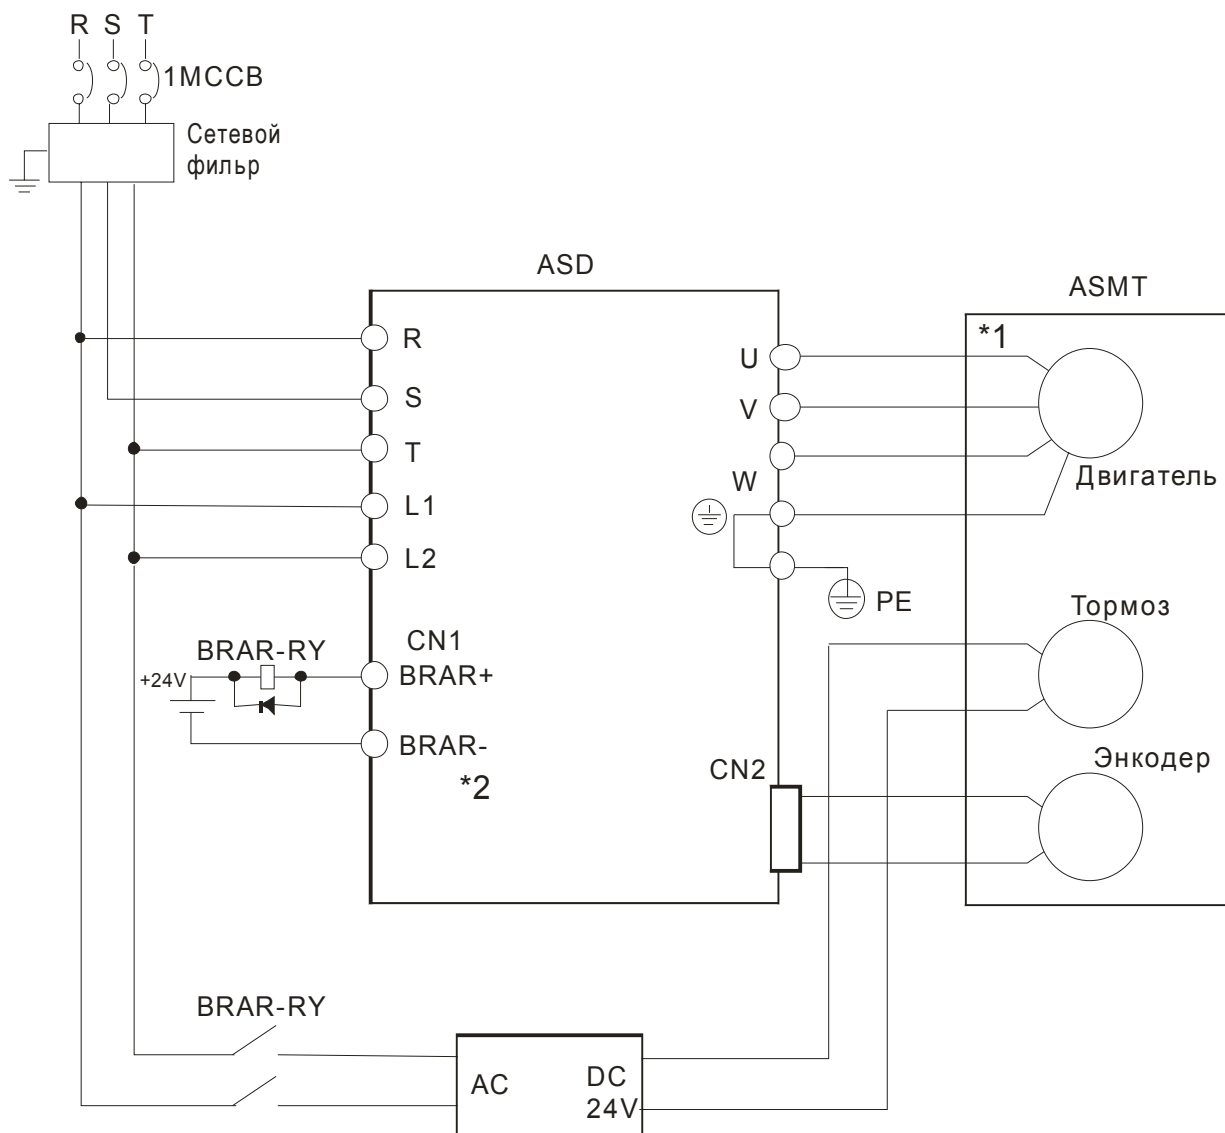 R S T
1MCCB
Сетевой
фильр
ASD
ASMT
R
S
T
L1
L2
CN1
BRAR-RY
+24V
BRAR+
BRAR-
*2
U
V
W
PE
CN2
*1
Двигатель
Тормоз
Энкодер
BRAR-RY
AC
DC
24V